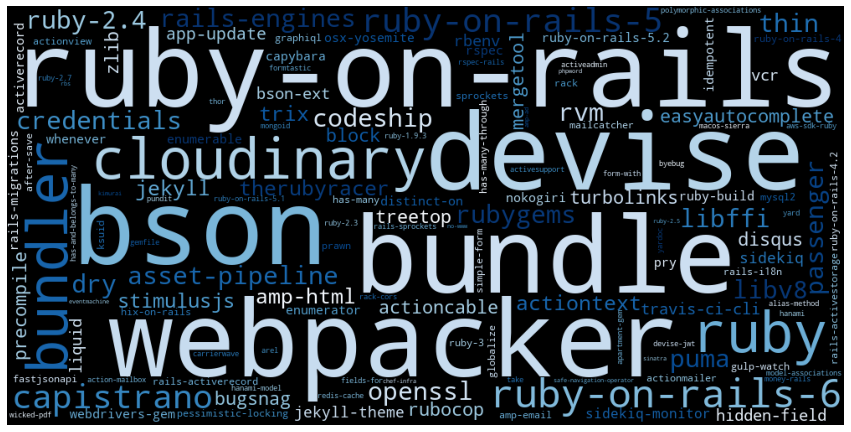 polymorphic-associations
ruby-2.4
rails-engines
ruby-on-rails-5
thin
actionview
app-update
graphiql
osx-yosemite
rbenv
ruby-on-rails-5.2
ruby-on-rails-4
activerecord
zlib
capybara
rspec
activeadmin
idempotent
ruby-on-rails
ruby-2.7
rbs
formtastic
rspec-rails
phpword
bson-ext
sprockets
rack
vcr
thor
mergetool
credentials
trix
codeship
rvm
easyautocomplete
mongoid
mailcatcher
macos-sierra
aws-sdk-ruby
whenever
enumerable
block
ruby-1.9.3
has-many-through
rails-migrations
after-save
cloudinary
devise
bundler
has-and-belongs-to-many
jekyll
therubyracer
activesupport
form-with
byebug
pundit
ruby-on-rails-5.1
has-many
distinct-on
nokogiri
turbolinks
ruby-build
mysql2
ruby-on-rails-4.2
bson
treetop
rubygems
libffi
yard
ksuid
ruby-2.3
ruby-2.5
passenger
gemfile
rails-sprockets
disqus
prawn
simple-form
bundle
yardoc
pry
sidekiq
precompile
dry
asset-pipeline
rails-i18n
eventmachine
stimulusjs
amp-html
actioncable
actiontext
libv8
rails-activestorage
hix-on-rails
enumerator
rack-cors
travis-ci-cli
alias-method
hanami
liquid
webpacker
ruby
carrierwave
arel
ruby-3
globalize
apartment-gem
devise-jwt
sinatra
puma
gulp-watch
fastjsonapi
action-mailbox
rails-activerecord
fields-for
chef-infra
model-associations
hanami-model
rake
safe-navigation-operator
actionmailer
money-rails
capistrano
bugsnag
openssl
ruby-on-rails-6
redis-cache
wicked-pdf
webdrivers-gem
pessimistic-locking
jekyll-theme
rubocop
amp-email
sidekiq-monitor
hidden-field